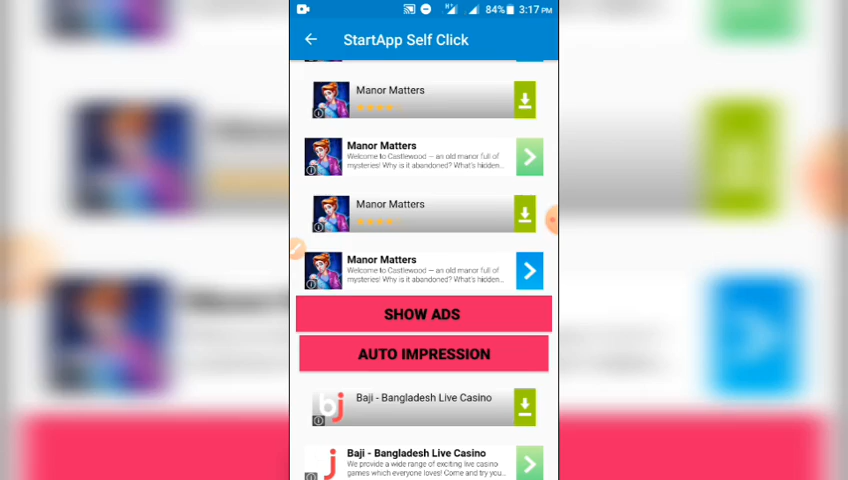 84% 3:17 PM
StartApp Self Click
Manor Matters
Manor Matters
Welcome to Castlewood – an old manor full of
mysteries! Why is it abandoned? What's hidden...
Manor Matters
Manor Matters
Welcome to Castlewood – an old manor full of
mysteries! Why is it abandoned? What's hidden...
SHOW ADS
AUTO IMPRESSION
bj
Baji - Bangladesh Live Casino
Baji - Bangladesh Live Casino
We provide a wide range of exciting live casino
games which everyone loves! Come and try you...